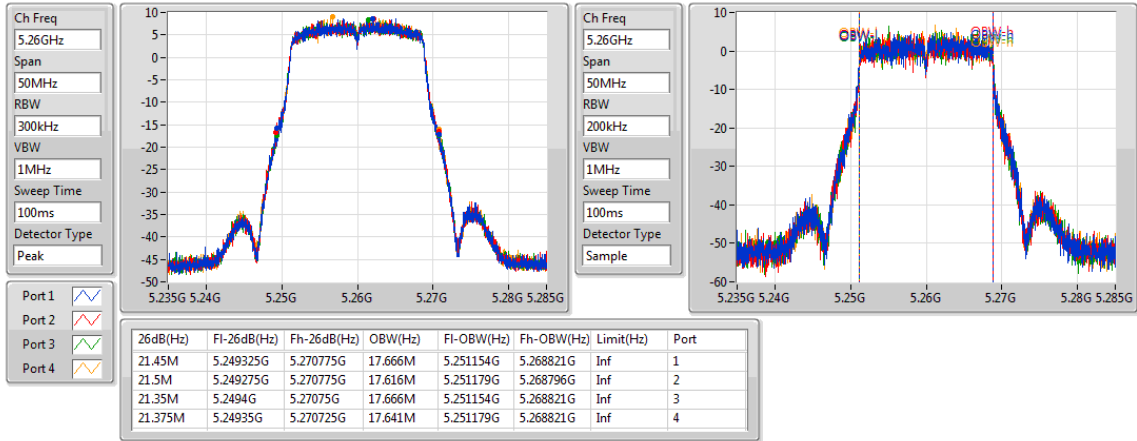 Ch Freq
5.26GHz
Span
50MHz
RBW
300kHz
VBW
1MHz
Sweep Time
100ms
Detector Type
Peak
10
5
0
-5
-10
-15
-20
-25
-30
-35
-40
-45
-50
5.235G 5.24G 5.25G 5.26G 5.27G 5.28G 5.285G
Ch Freq
5.26GHz
Span
50MHz
RBW
200kHz
VBW
1MHz
Sweep Time
100ms
Detector Type
Sample
10
0
-10
-20
-30
-40
-50
-60
OBW-l OBW-h
5.235G 5.24G 5.25G 5.26G 5.27G 5.28G 5.285G
Port 1
Port 2
Port 3
Port 4
26dB(Hz) Fl-26dB(Hz) Fh-26dB(Hz) OBW(Hz) Fl-OBW(Hz) Fh-OBW(Hz) Limit(Hz) Port
21.45M 5.249325G 5.270775G 17.666M 5.251154G 5.268821G Inf 1
21.5M 5.249275G 5.270775G 17.616M 5.251179G 5.268796G Inf 2
21.35M 5.2494G 5.27075G 17.666M 5.251154G 5.268821G Inf 3
21.375M 5.24935G 5.270725G 17.641M 5.251179G 5.268821G Inf 4